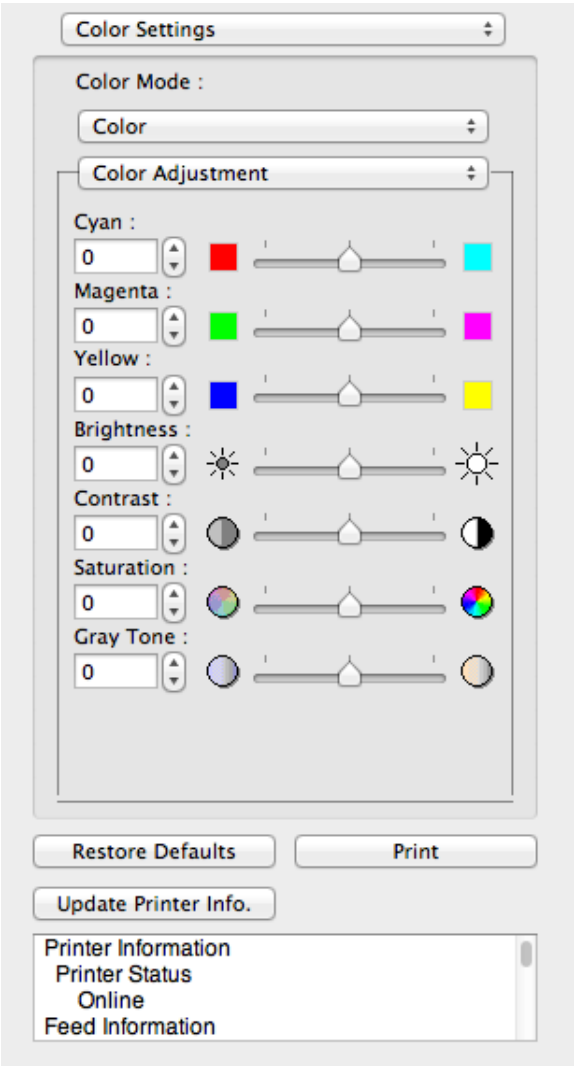 Color Settings
Color Mode :
Color
Color Adjustment
Cyan :
0
Magenta :
0
Yellow :
0
Brightness :
0
Contrast :
0
Saturation :
0
Gray Tone :
0
Restore Defaults Print
Update Printer Info.
Printer Information
Printer Status
Online
Feed Information